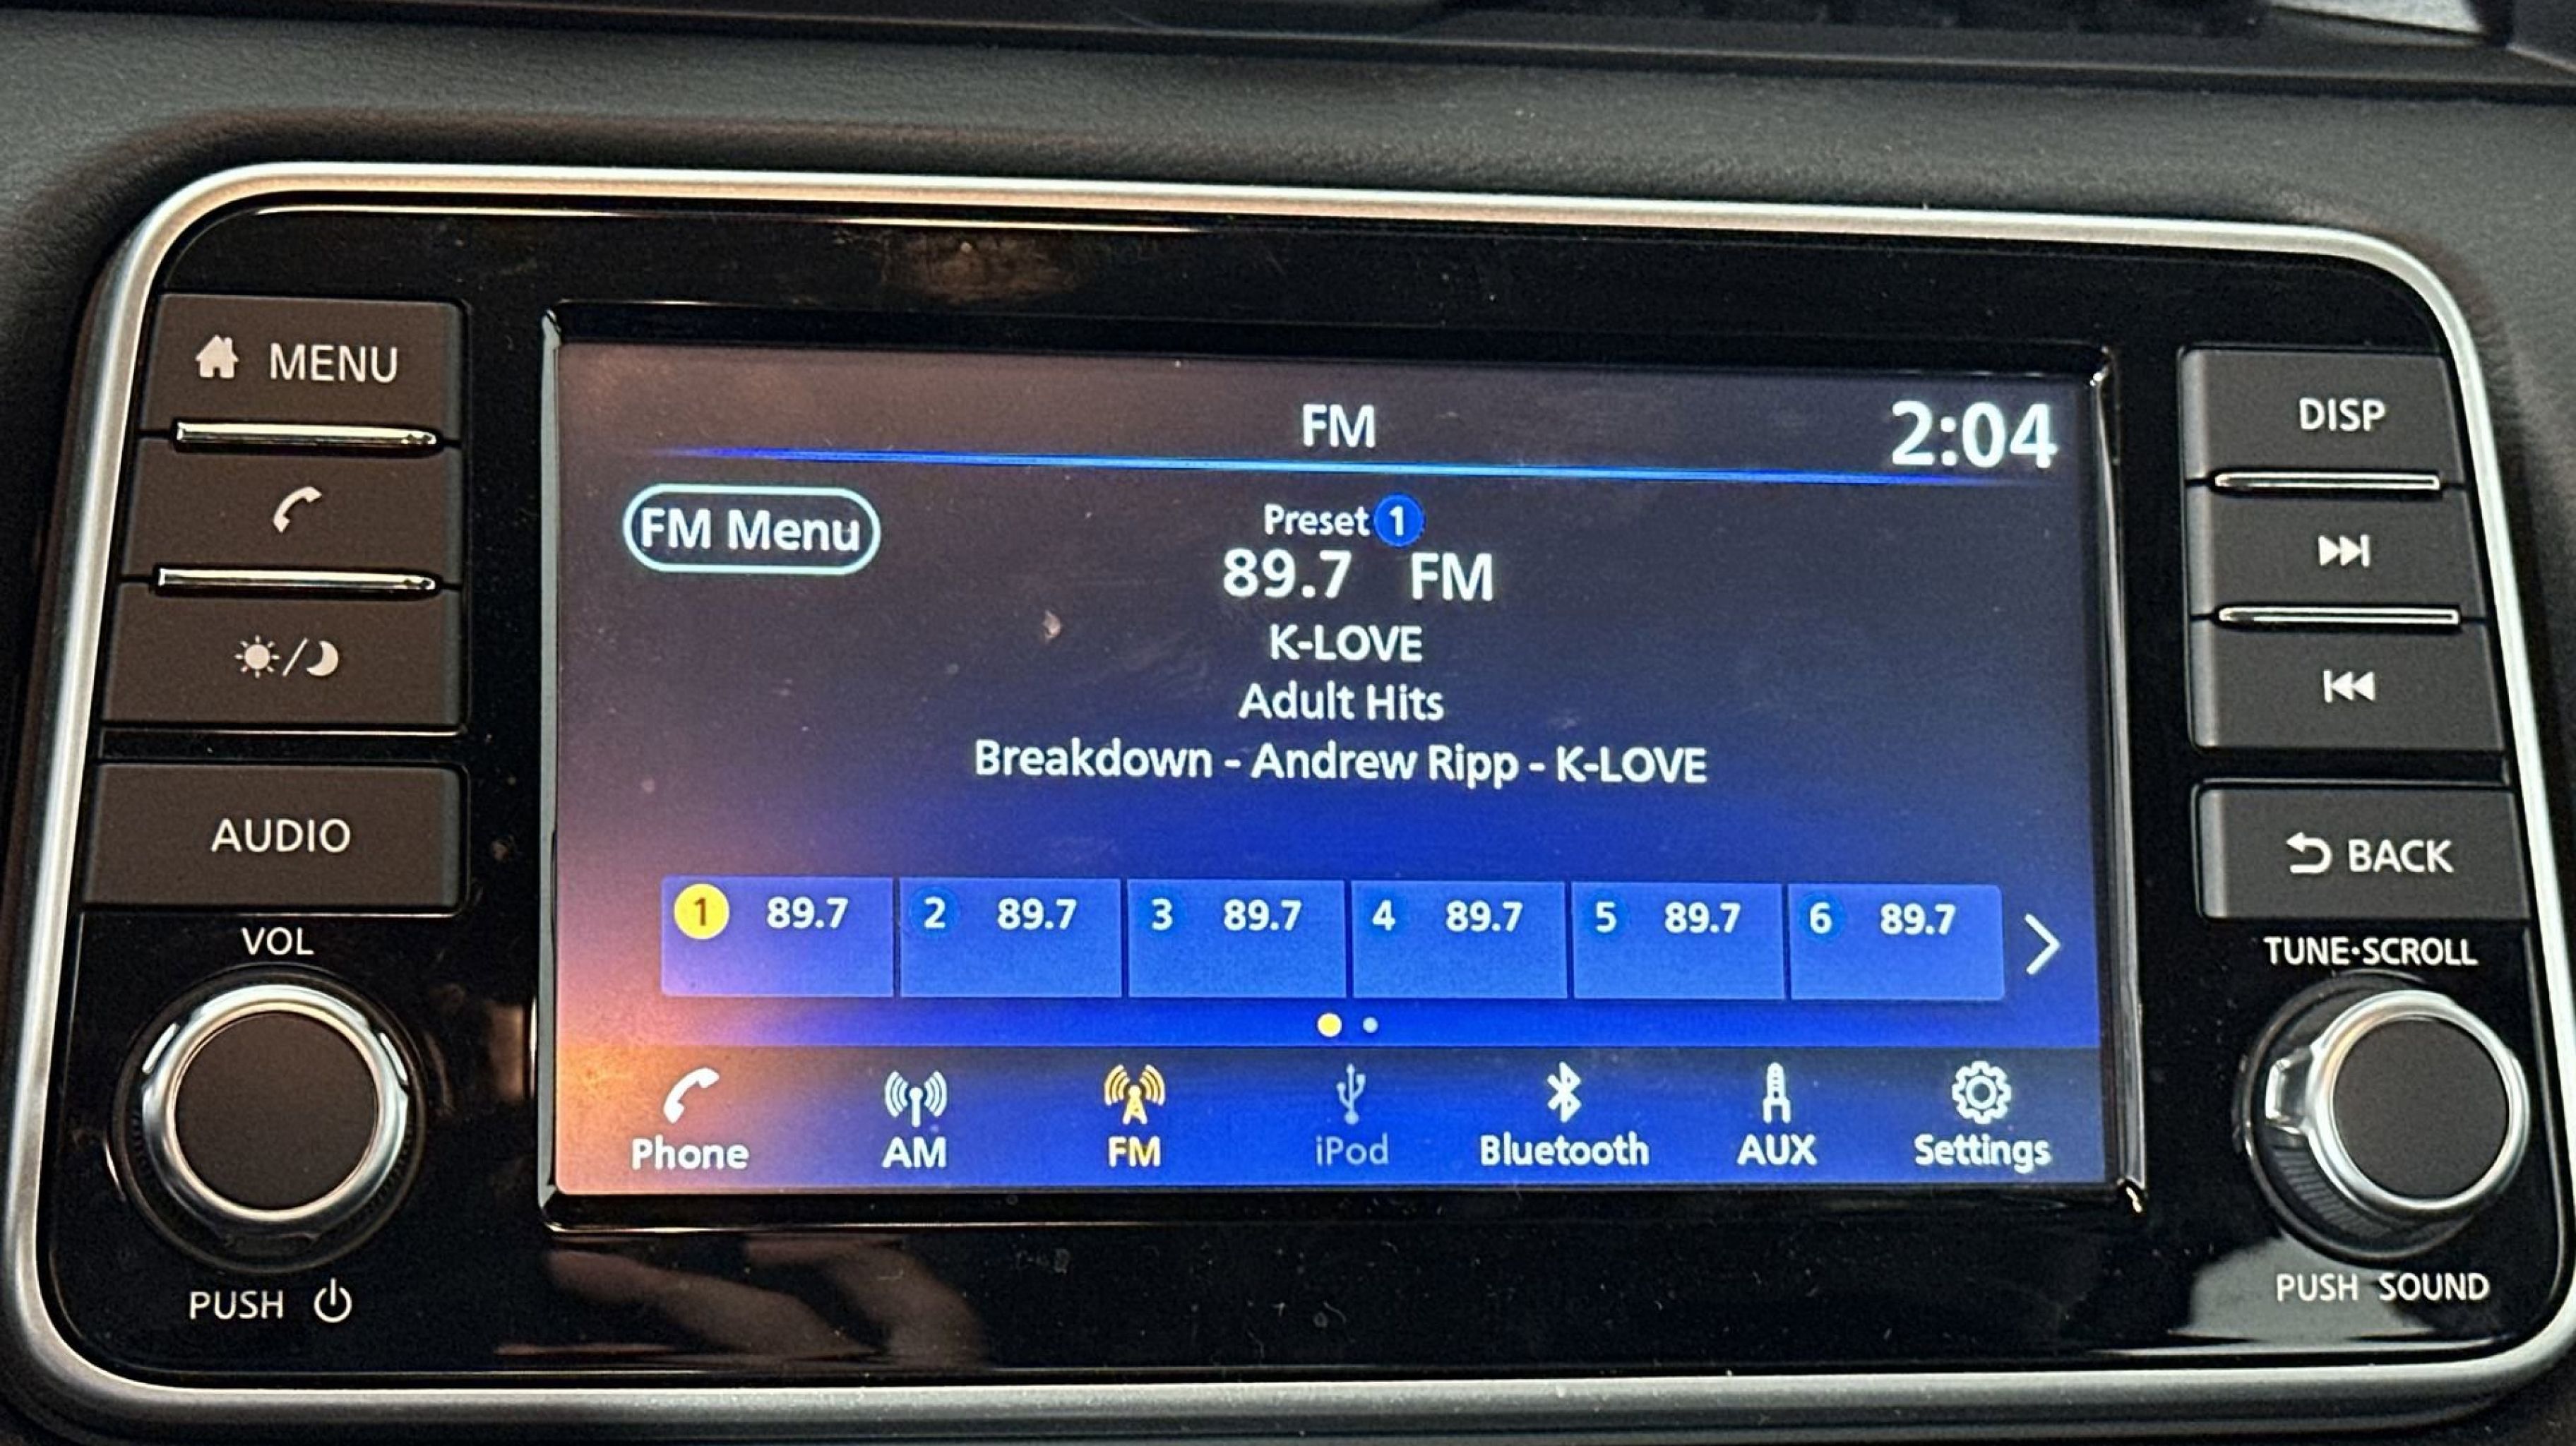 MENU
AUDIO
VOL
PUSH
FM
2:04
FM Menu
Preset 1
89.7 FM
K-LOVE
Adult Hits
Breakdown - Andrew Ripp - K-LOVE
1 89.7 2 89.7 3 89.7 4 89.7 5 89.7 6 89.7
Phone AM FM iPod Bluetooth AUX Settings
DISP
BACK
TUNE·SCROLL
PUSH SOUND